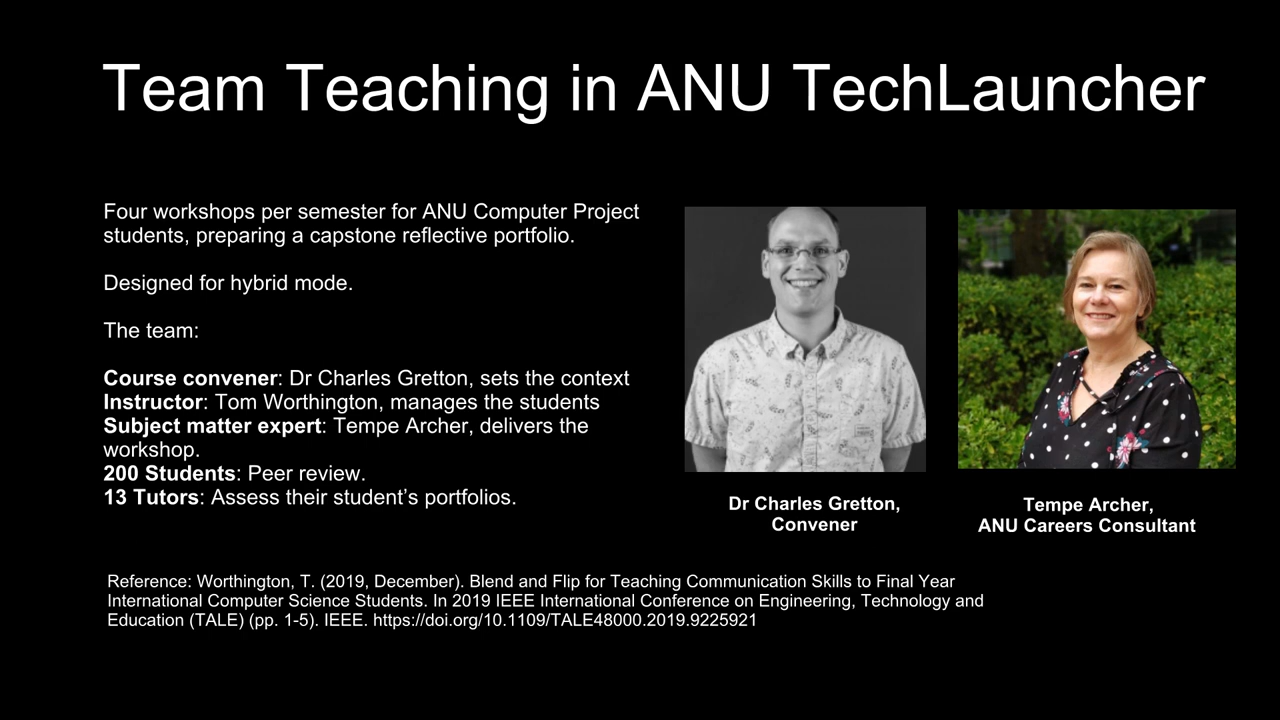 Team Teaching in ANU TechLauncher
Four workshops per semester for ANU Computer Project
students, preparing a capstone reflective portfolio.
Designed for hybrid mode.
The team:
Course convener: Dr Charles Gretton, sets the context
Instructor: Tom Worthington, manages the students
Subject matter expert: Tempe Archer, delivers the
workshop.
200 Students: Peer review.
13 Tutors: Assess their student’s portfolios.
Dr Charles Gretton,
Convener
Tempe Archer,
ANU Careers Consultant
Reference: Worthington, T. (2019, December). Blend and Flip for Teaching Communication Skills to Final Year
International Computer Science Students. In 2019 IEEE International Conference on Engineering, Technology and
Education (TALE) (pp. 1-5). IEEE. https://doi.org/10.1109/TALE48000.2019.9225921